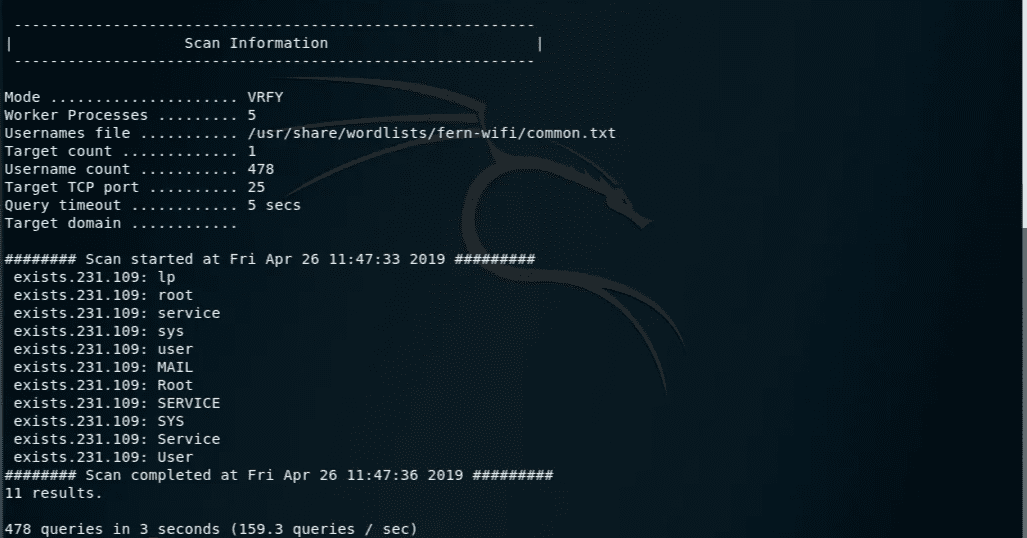 ----------------------------------------------------------
|                   Scan Information                       |
----------------------------------------------------------
Mode ..................... VRFY
Worker Processes ......... 5
Usernames file ........... /usr/share/wordlists/fern-wifi/common.txt
Target count ............. 1
Username count ........... 478
Target TCP port .......... 25
Query timeout ............ 5 secs
Target domain ............
######## Scan started at Fri Apr 26 11:47:33 2019 #########
exists.231.109: lp
exists.231.109: root
exists.231.109: service
exists.231.109: sys
exists.231.109: user
exists.231.109: MAIL
exists.231.109: Root
exists.231.109: SERVICE
exists.231.109: SYS
exists.231.109: Service
exists.231.109: User
######## Scan completed at Fri Apr 26 11:47:36 2019 #########
11 results.
478 queries in 3 seconds (159.3 queries / sec)